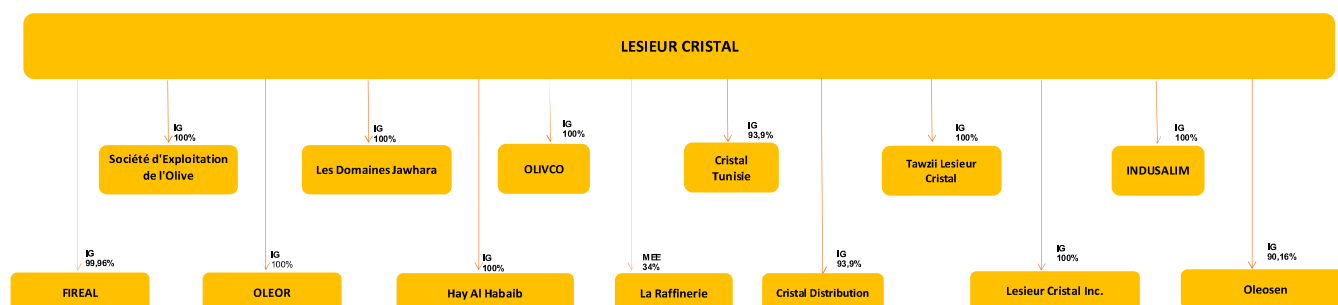 LESIEUR CRISTAL
IG
100%
Société d'Exploitation
de l'Olive
IG
100%
Les Domaines Jawhara
IG
100%
OLIVCO
IG
93,9%
Cristal
Tunisie
IG
100%
Tawzii Lesieur
Cristal
IG
100%
INDUSALIM
IG
99,96%
FIREAL
IG
100%
OLEOR
IG
100%
Hay Al Habaib
MEE
34%
La Raffinerie
IG
93,9%
Cristal Distribution
IG
100%
Lesieur Cristal Inc.
IG
90,16%
Oleosen